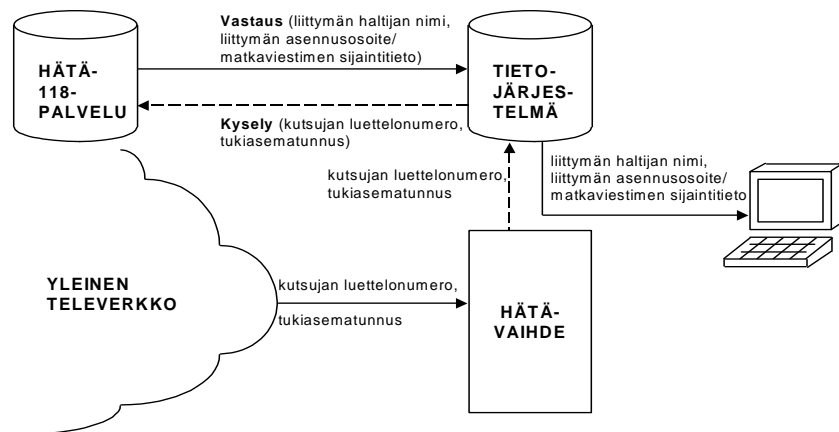 Vastaus (liittymän haltijan nimi,
liittymän asennusosoite/
matkaviestimen sijaintitieto)
HÄTÄ-
118-
PALVELU
TIETO-
JÄRJES-
TELMÄ
Kysely (kutsujan luettelonumero,
tukiasematunnus)
kutsujan luettelonumero,
tukiasematunnus
liittymän haltijan nimi,
liittymän asennusosoite/
matkaviestimen sijaintitieto
YLEINEN
TELEVERKKO
kutsujan luettelonumero,
tukiasematunnus
HÄTÄ-
VAIHDE